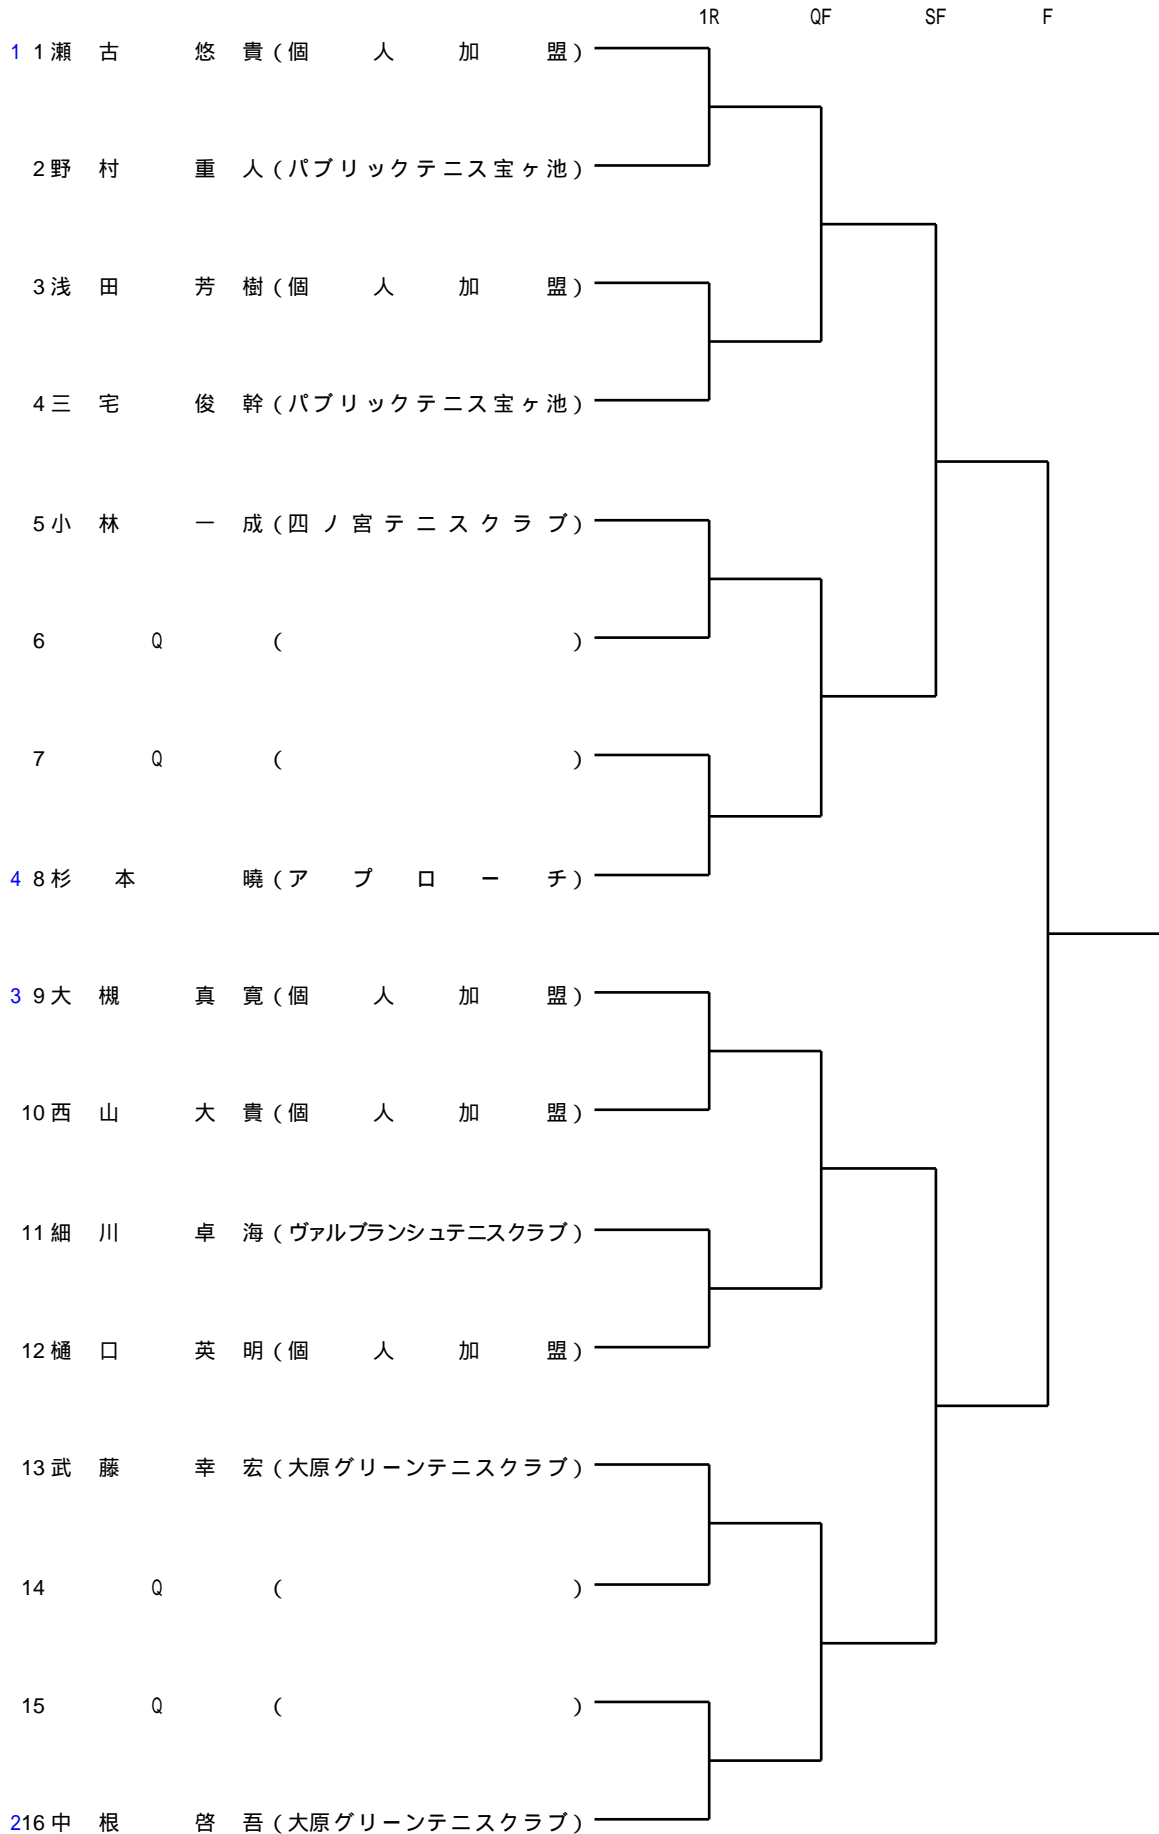 1R QF SF F
1 1 瀬古 悠貴 (個人加盟)
2 野村 重人 (パブリックテニス宝ヶ池)
3 浅田 芳樹 (個人加盟)
4 三宅 俊幹 (パブリックテニス宝ヶ池)
5 小林 一成 (四ノ宮テニスクラブ)
6 Q ( )
7 Q ( )
4 8 杉本 曉 (アプローチ)
3 9 大槻 真寛 (個人加盟)
10 西山 大貴 (個人加盟)
11 細川 卓海 (ヴァルブランシュテニスクラブ)
12 樋口 英明 (個人加盟)
13 武藤 幸宏 (大原グリーンテニスクラブ)
14 Q ( )
15 Q ( )
2 16 中根 啓吾 (大原グリーンテニスクラブ)